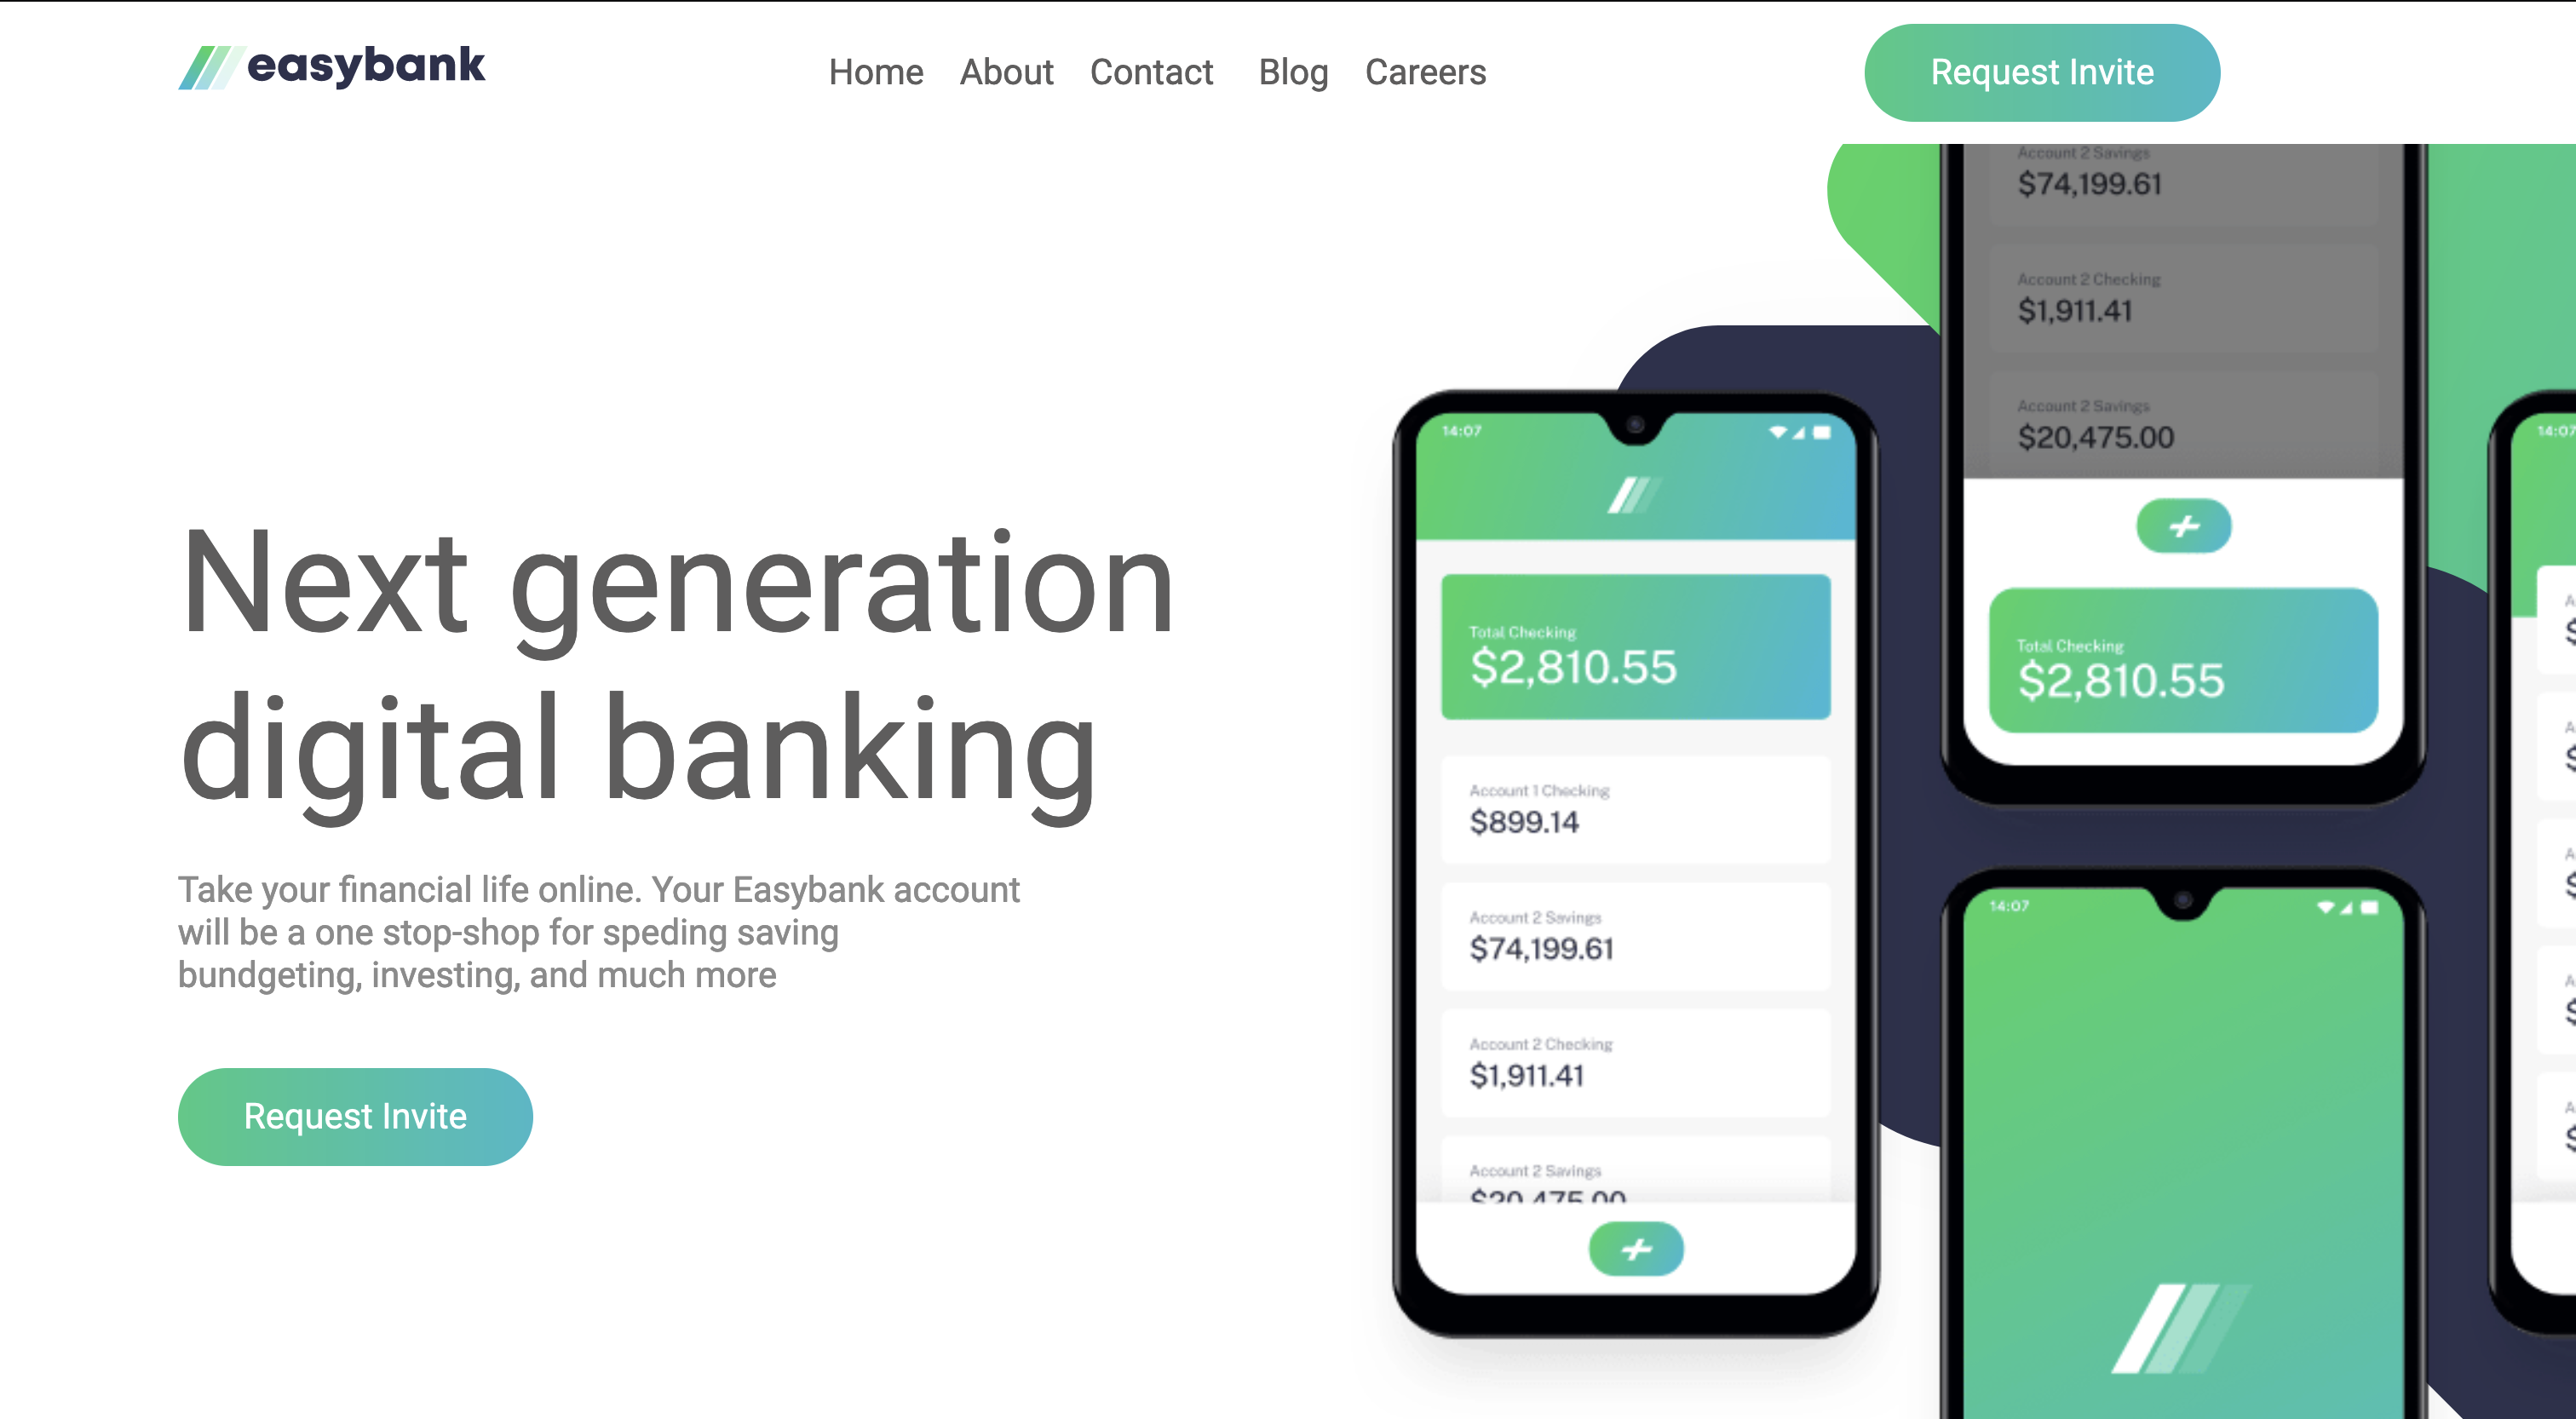 easybank
Home About Contact Blog Careers
Request Invite
Next generation
digital banking
Take your financial life online. Your Easybank account
will be a one stop-shop for speding saving
bundgeting, investing, and much more
Request Invite
14:07
Total Checking
$2,810.55
Account 1 Checking
$899.14
Account 2 Savings
$74,199.61
Account 2 Checking
$1,911.41
Account 2 Savings
$20,475.00
Account 2 Savings
$74,199.61
Account 2 Checking
$1,911.41
Account 2 Savings
$20,475.00
Total Checking
$2,810.55
14:07
14:07